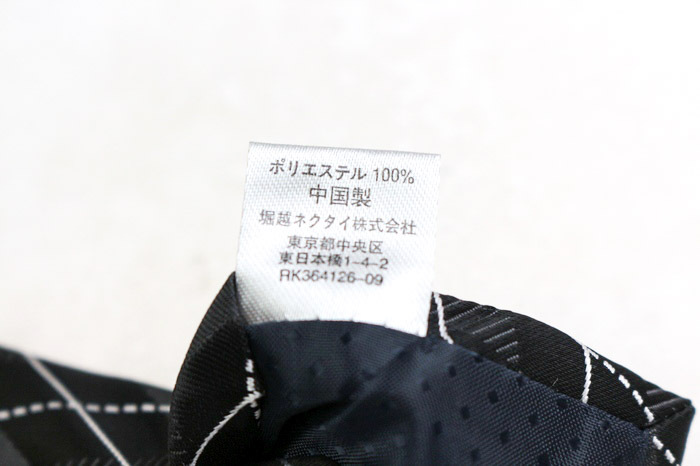 ポリエステル 100%
中国製
堀越ネクタイ株式会社
東京都中央区
東日本橋1-4-2
RK364126-09